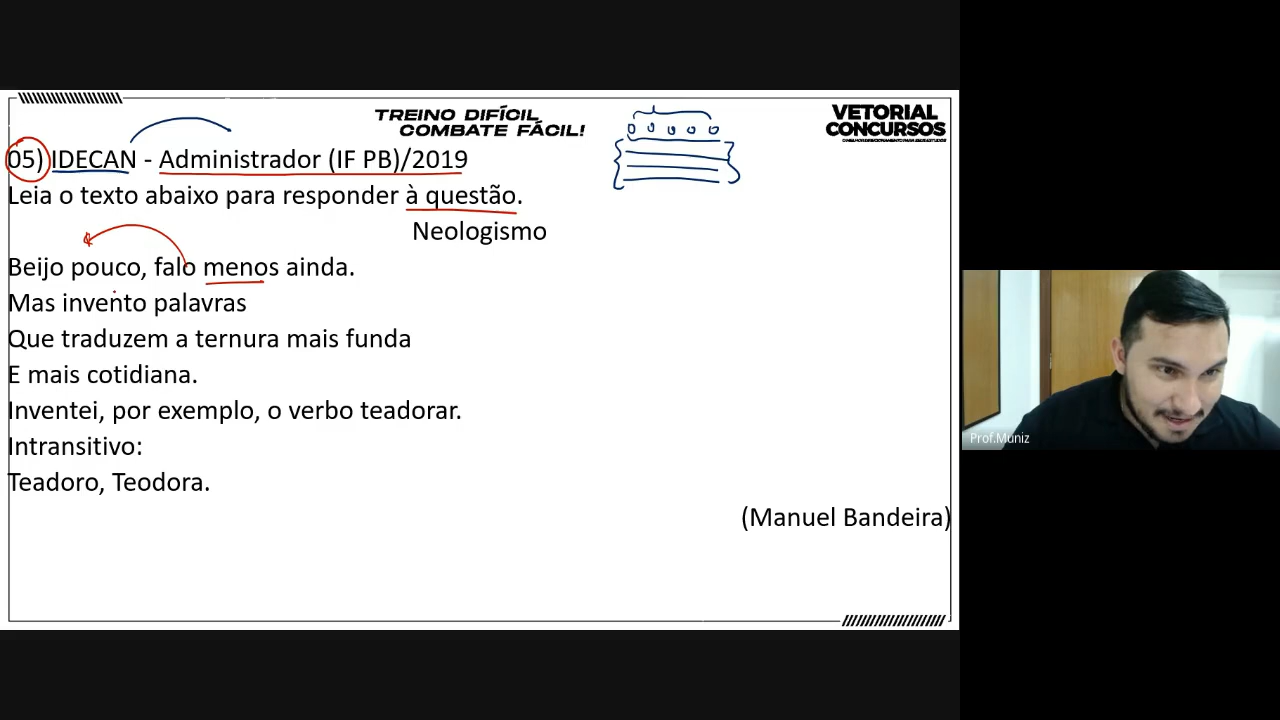 TREINO DIFÍCIL
COMBATE FÁCIL!
VETORIAL
CONCURSOS
05) IDECAN - Administrador (IF PB)/2019
Leia o texto abaixo para responder à questão.
Neologismo
Beijo pouco, falo menos ainda.
Mas invento palavras
Que traduzem a ternura mais funda
E mais cotidiana.
Inventei, por exemplo, o verbo teadorar.
Intransitivo:
Teadoro, Teodora.
(Manuel Bandeira)
Prof.Muniz